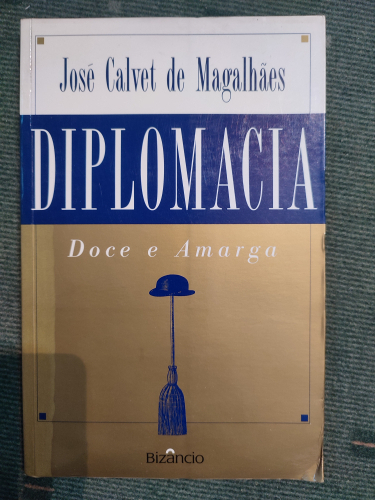 José Calvet de Magalhães
DIPLOMACIA
Doce e Amarga
Bizâncio